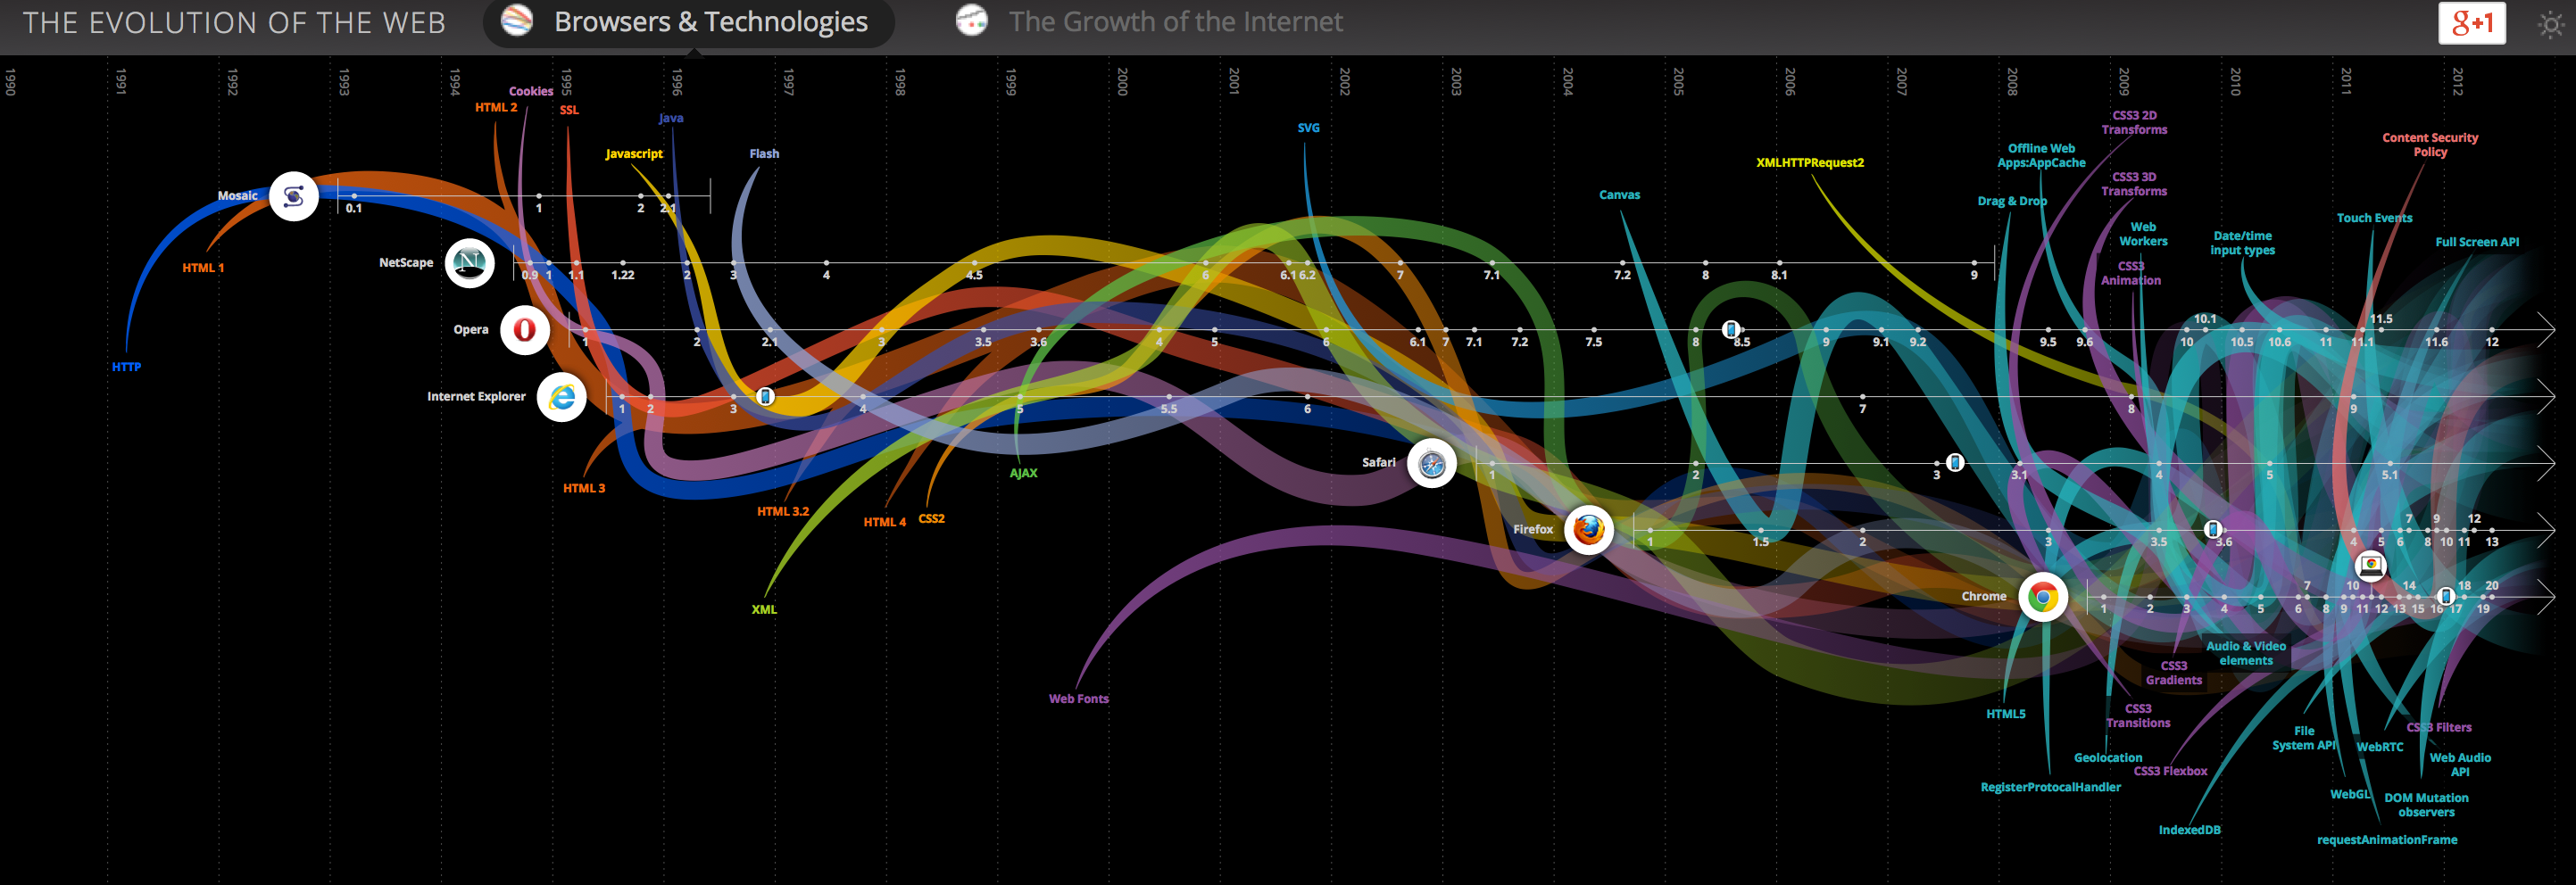 THE EVOLUTION OF THE WEB
Browsers & Technologies
The Growth of the Internet
g+1
1990 1991 1992 1993 1994 1995 1996 1997 1998 1999 2000 2001 2002 2003 2004 2005 2006 2007 2008 2009 2010 2011 2012
Cookies
HTML 2
SSL
Java
Javascript
Flash
SVG
Canvas
XMLHTTPRequest2
Offline Web
Apps:AppCache
Drag & Drop
CSS3 2D
Transforms
CSS3 3D
Transforms
Web
Workers
CSS3
Animation
Date/time
input types
Touch Events
Content Security
Policy
Full Screen API
Mosaic
0.1 1 2 2.1
HTML 1
HTTP
NetScape
0.9 1 1.1 1.22 2 3 4 4.5 6 6.1 6.2 7 7.1 7.2 8 8.1 9
Opera
1 2 2.1 3 3.5 3.6 4 5 6 6.1 7 7.1 7.2 7.5 8 8.5 9 9.1 9.2 9.5 9.6 10 10.1 10.5 10.6 11 11.1 11.5 11.6 12
Internet Explorer
1 2 3 4 5 5.5 6 7 8 9
Safari
1 2 3 3.1 4 5 5.1
Firefox
1 1.5 2 3 3.5 3.6 4 5 6 7 8 9 10 11 12 13
Chrome
1 2 3 4 5 6 7 8 9 10 11 12 13 14 15 16 17 18 19 20
HTML 3
HTML 3.2
HTML 4
CSS2
AJAX
XML
Web Fonts
HTML5
RegisterProtocalHandler
Geolocation
CSS3
Transitions
CSS3
Gradients
Audio & Video
elements
CSS3 Flexbox
IndexedDB
File
System API
WebGL
WebRTC
CSS3 Filters
Web Audio
API
DOM Mutation
observers
requestAnimationFrame